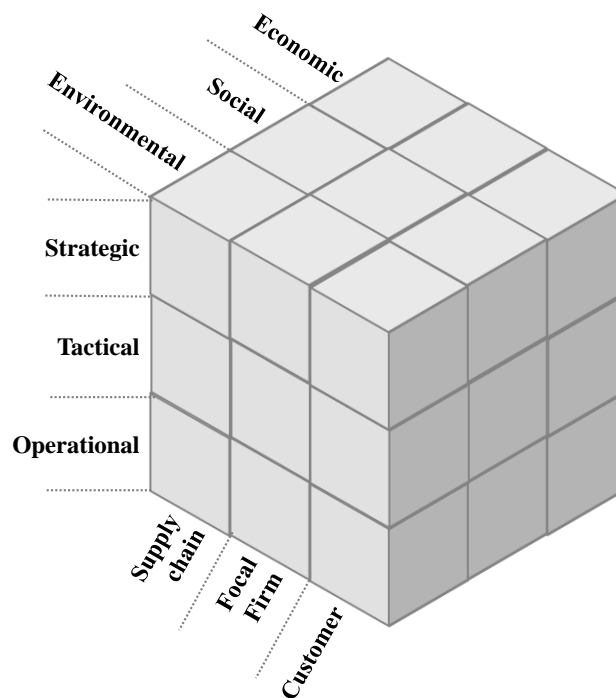 Economic
Social
Environmental
Strategic
Tactical
Operational
Supply
chain
Focal
Firm
Customer